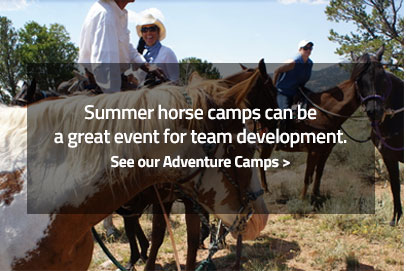 Summer horse camps can be
a great event for team development.
See our Adventure Camps >